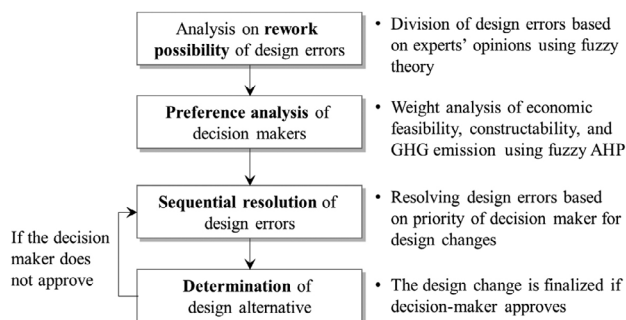 Analysis on rework
possibility of design errors
• Division of design errors based
on experts' opinions using fuzzy
theory
Preference analysis of
decision makers
• Weight analysis of economic
feasibility, constructability, and
GHG emission using fuzzy AHP
Sequential resolution of
design errors
• Resolving design errors based
on priority of decision maker for
design changes
If the decision
maker does
not approve
Determination of
design alternative
• The design change is finalized if
decision-maker approves